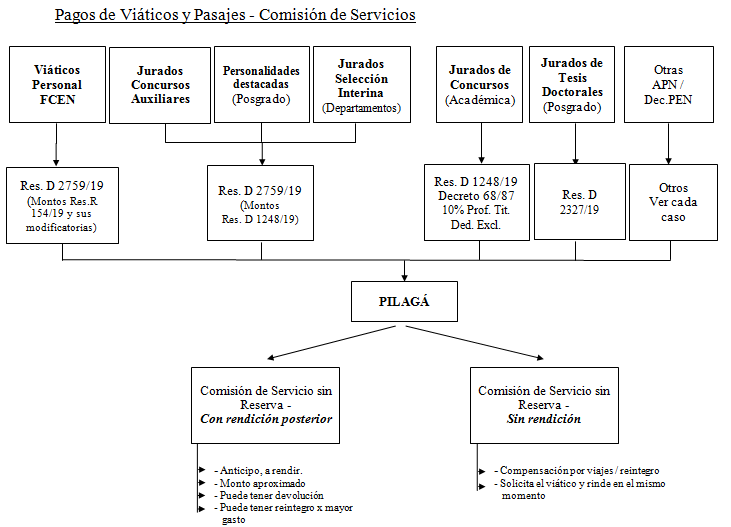 Pagos de Viáticos y Pasajes - Comisión de Servicios
Viáticos
Personal
FCEN
Jurados
Concursos
Auxiliares
Personalidades
destacadas
(Posgrado)
Jurados
Selección
Interina
(Departamentos)
Jurados de
Concursos
(Académica)
Jurados de
Tesis
Doctorales
(Posgrado)
Otras
APN /
Dec.PEN
Res. D 2759/19
(Montos Res.R
154/19 y sus
modificatorias)
Res. D 2759/19
(Montos
Res. D 1248/19)
Res. D 1248/19
Decreto 68/87
10% Prof. Tit.
Ded. Excl.
Res. D
2327/19
Otros
Ver cada
caso
PILAGÁ
Comisión de Servicio sin
Reserva -
Con rendición posterior
Comisión de Servicio sin
Reserva -
Sin rendición
- Anticipo, a rendir.
- Monto aproximado
- Puede tener devolución
- Puede tener reintegro x mayor
gasto
- Compensación por viajes / reintegro
- Solicita el viático y rinde en el mismo
momento